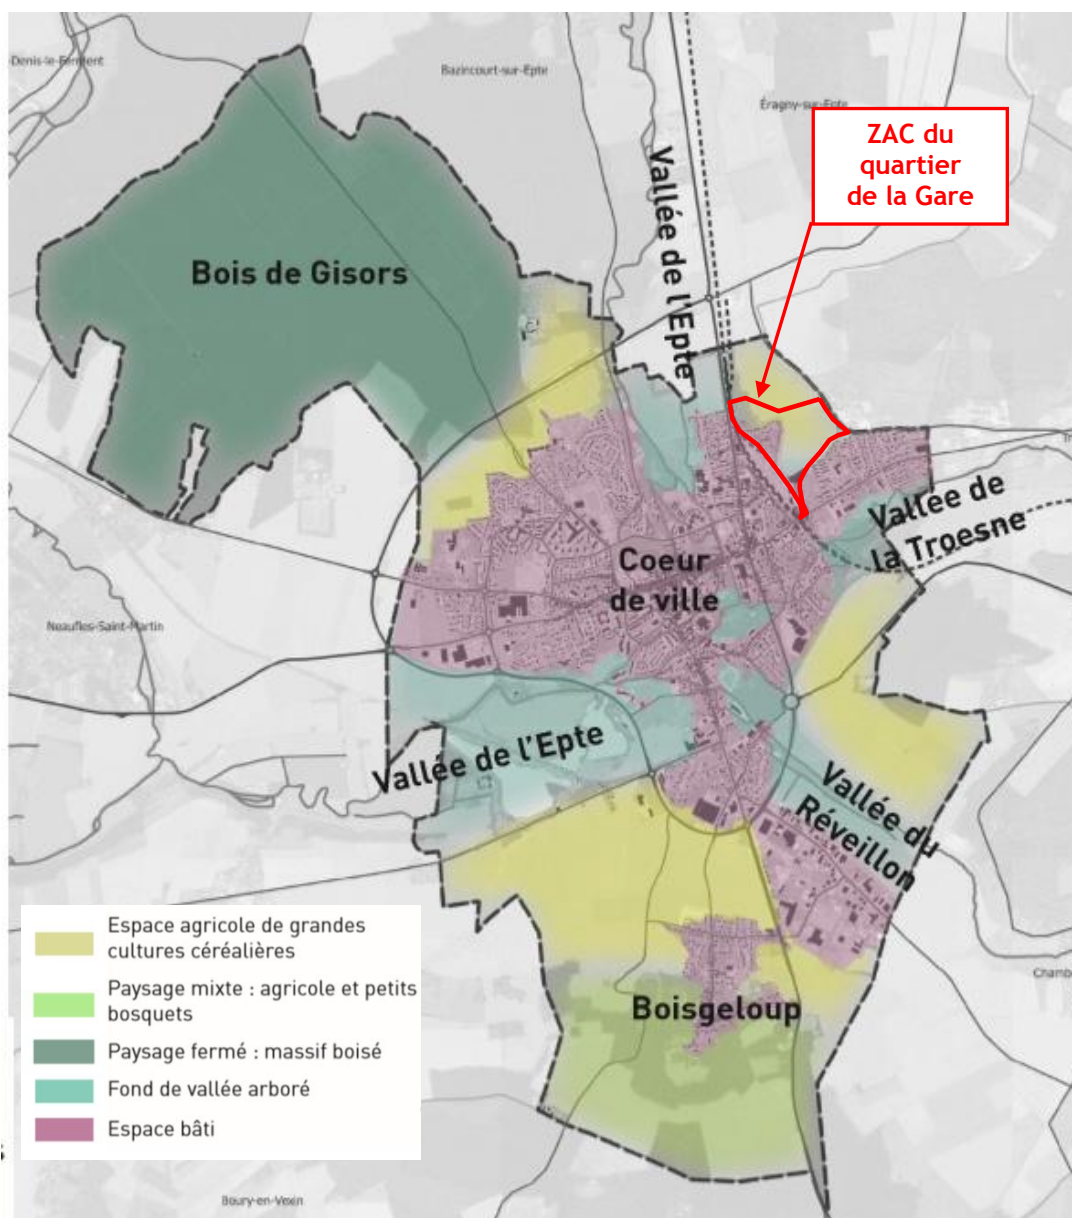 -Denis-le-Ferment
Bazincourt-sur-Epte
Éragny-sur-Epte
ZAC du
quartier
de la Gare
Vallée de l'Epte
Bois de Gisors
Vallée de
la Troesne
Coeur
de ville
Neaufles-Saint-Martin
Vallée de l'Epte
Vallée du
Réveillon
Espace agricole de grandes
cultures céréalières
Paysage mixte : agricole et petits
bosquets
Paysage fermé : massif boisé
Fond de vallée arboré
Espace bâti
Boisgeloup
Chamb
Boury-en-Vexin